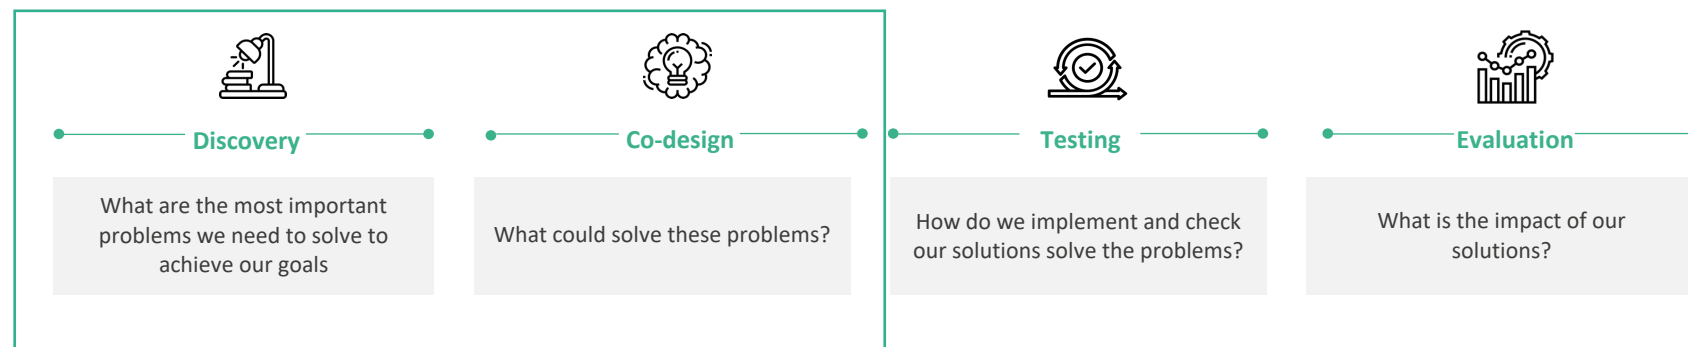 Discovery
What are the most important
problems we need to solve to
achieve our goals
Co-design
What could solve these problems?
Testing
How do we implement and check
our solutions solve the problems?
Evaluation
What is the impact of our
solutions?